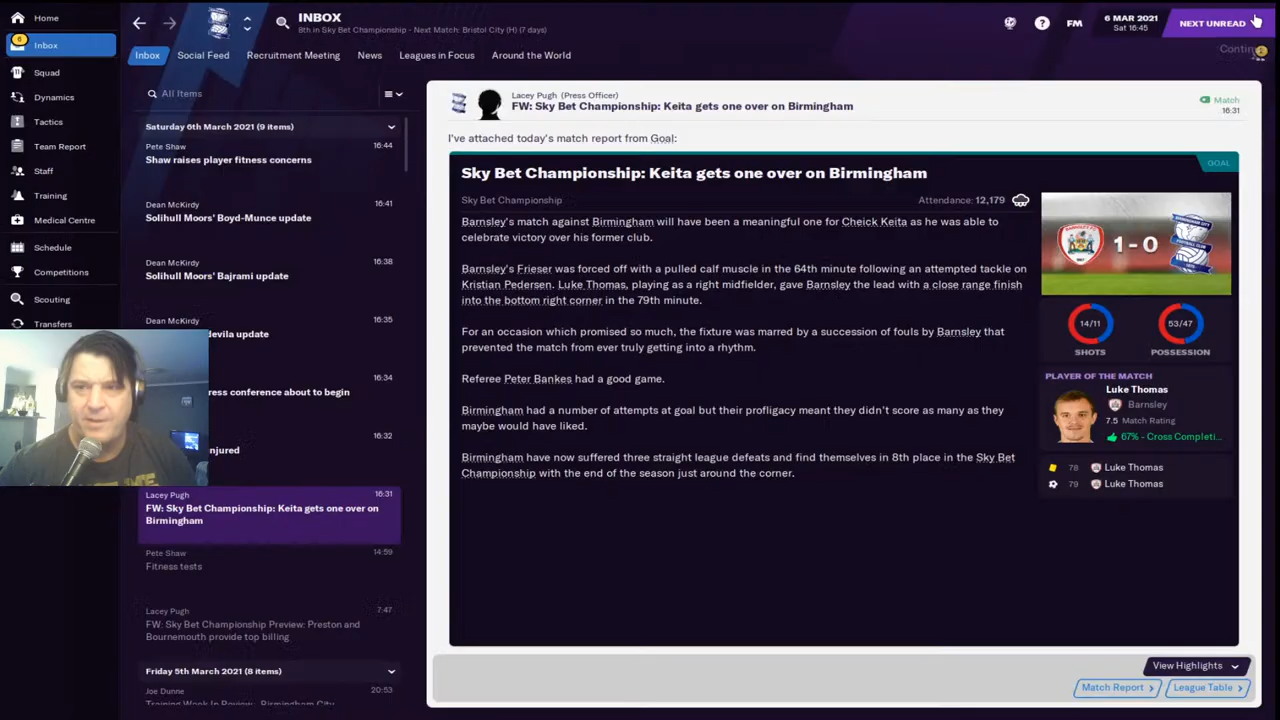 Home
INBOX
8th in Sky Bet Championship - Next Match: Bristol City (H) (7 days)
FM
6 MAR 2021
Sat 16:45
NEXT UNREAD
6
Inbox
Inbox
Social Feed
Recruitment Meeting
News
Leagues in Focus
Around the World
Squad
Dynamics
Tactics
Team Report
Staff
Training
Medical Centre
Schedule
Competitions
Scouting
Transfers
All Items
Saturday 6th March 2021 (9 items)
Pete Shaw
16:44
Shaw raises player fitness concerns
Dean McKirdy
16:41
Solihull Moors' Boyd-Munce update
Dean McKirdy
16:38
Solihull Moors' Bajrami update
Dean McKirdy
16:35
devila update
16:34
ress conference about to begin
16:32
njured
Lacey Pugh
16:31
FW: Sky Bet Championship: Keita gets one over on
Birmingham
Pete Shaw
14:59
Fitness tests
Lacey Pugh
7:47
FW: Sky Bet Championship Preview: Preston and
Bournemouth provide top billing
Friday 5th March 2021 (8 items)
Joe Dunne
20:53
Training Week In Review - Birmingham City
Lacey Pugh (Press Officer)
FW: Sky Bet Championship: Keita gets one over on Birmingham
Match
16:31
I've attached today's match report from Goal:
GOAL
Sky Bet Championship: Keita gets one over on Birmingham
Sky Bet Championship
Attendance: 12,179
Barnsley's match against Birmingham will have been a meaningful one for Cheick Keita as he was able to
celebrate victory over his former club.
Barnsley's Frieser was forced off with a pulled calf muscle in the 64th minute following an attempted tackle on
Kristian Pedersen. Luke Thomas, playing as a right midfielder, gave Barnsley the lead with a close range finish
into the bottom right corner in the 79th minute.
For an occasion which promised so much, the fixture was marred by a succession of fouls by Barnsley that
prevented the match from ever truly getting into a rhythm.
Referee Peter Bankes had a good game.
Birmingham had a number of attempts at goal but their profligacy meant they didn't score as many as they
maybe would have liked.
Birmingham have now suffered three straight league defeats and find themselves in 8th place in the Sky Bet
Championship with the end of the season just around the corner.
1 - 0
14/11
SHOTS
53/47
POSSESSION
PLAYER OF THE MATCH
Luke Thomas
Barnsley
7.5 Match Rating
67% - Cross Completi...
78 Luke Thomas
79 Luke Thomas
View Highlights
Match Report
League Table